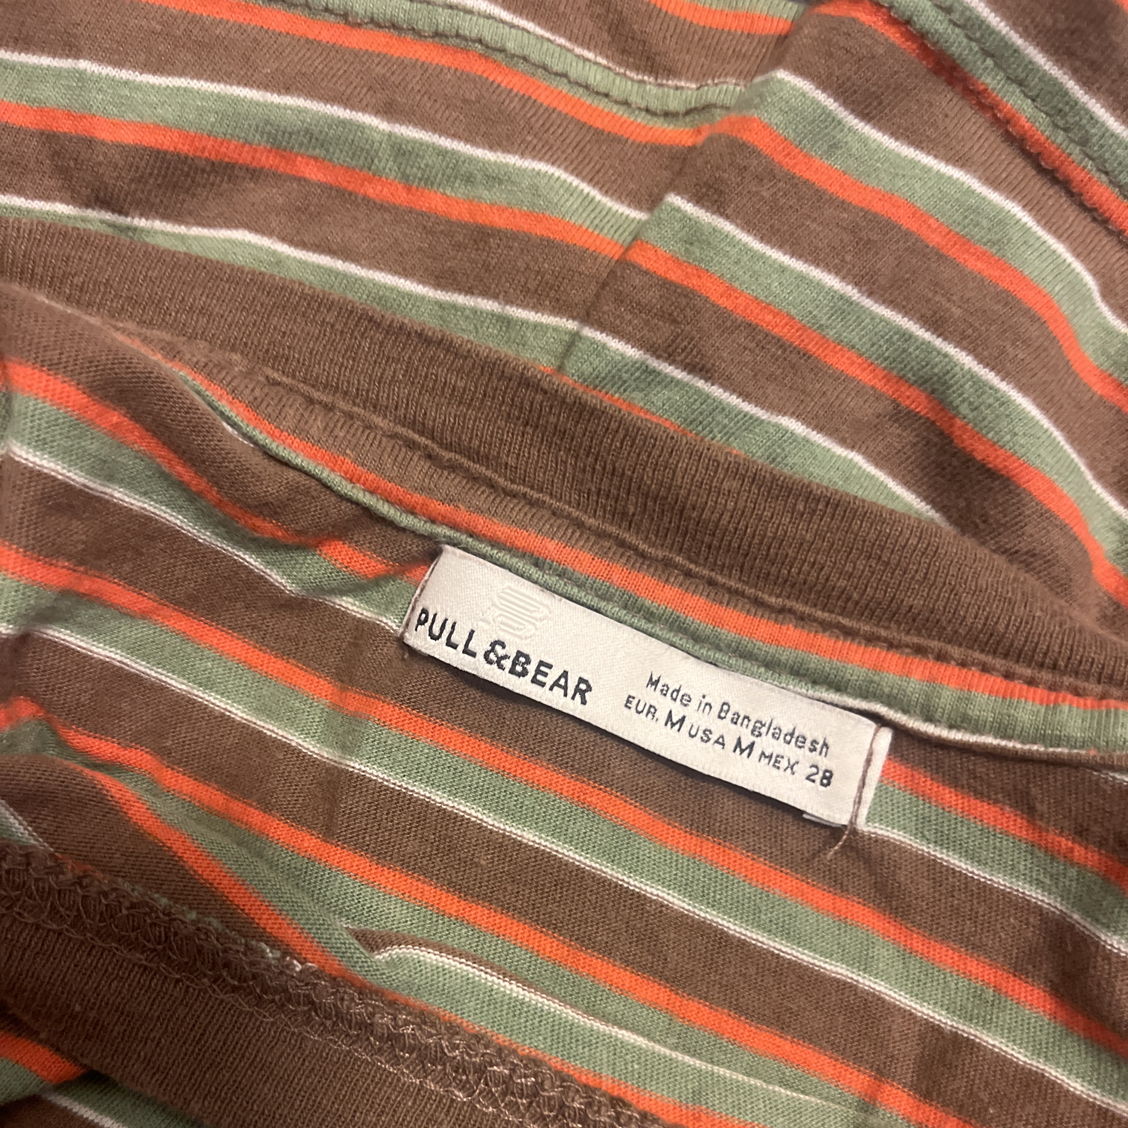 PULL&BEAR
Made in Bangladesh
EUR. M USA M MEX 28